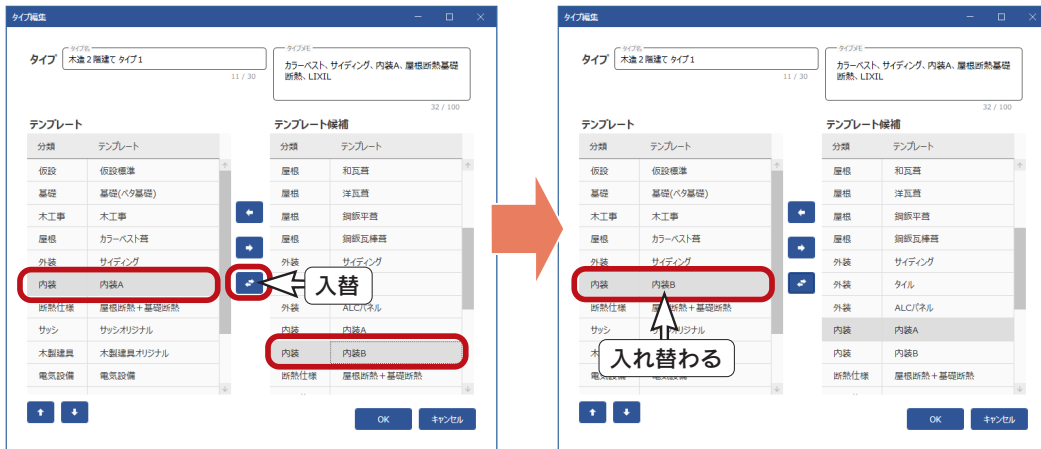 タイプ編集
タイプ
タイプ名
木造2階建て タイプ1
11 / 30
タイプメモ
カラーベスト、サイディング、内装A、屋根断熱基礎
断熱、LIXIL
32 / 100
テンプレート
分類 テンプレート
仮設 仮設標準
基礎 基礎(ベタ基礎)
木工事 木工事
屋根 カラーベスト葺
外装 サイディング
内装 内装A
断熱仕様 屋根断熱+基礎断熱
サッシ サッシオリジナル
木製建具 木製建具オリジナル
電気設備 電気設備
テンプレート候補
分類 テンプレート
屋根 和瓦葺
屋根 洋瓦葺
屋根 鋼鈑平葺
屋根 鋼鈑瓦棒葺
外装 サイディング
外装 ALCパネル
内装 内装A
内装 内装B
断熱仕様 屋根断熱+基礎断熱
入替
OK キャンセル
タイプ編集
タイプ
タイプ名
木造2階建て タイプ1
11 / 30
タイプメモ
カラーベスト、サイディング、内装A、屋根断熱基礎
断熱、LIXIL
32 / 100
テンプレート
分類 テンプレート
仮設 仮設標準
基礎 基礎(ベタ基礎)
木工事 木工事
屋根 カラーベスト葺
外装 サイディング
内装 内装B
断熱仕様 断熱+基礎断熱
サッシ オリジナル
入れ替わる
テンプレート候補
分類 テンプレート
屋根 和瓦葺
屋根 洋瓦葺
屋根 鋼鈑平葺
屋根 鋼鈑瓦棒葺
外装 サイディング
外装 タイル
外装 ALCパネル
内装 内装A
内装 内装B
断熱仕様 屋根断熱+基礎断熱
OK キャンセル